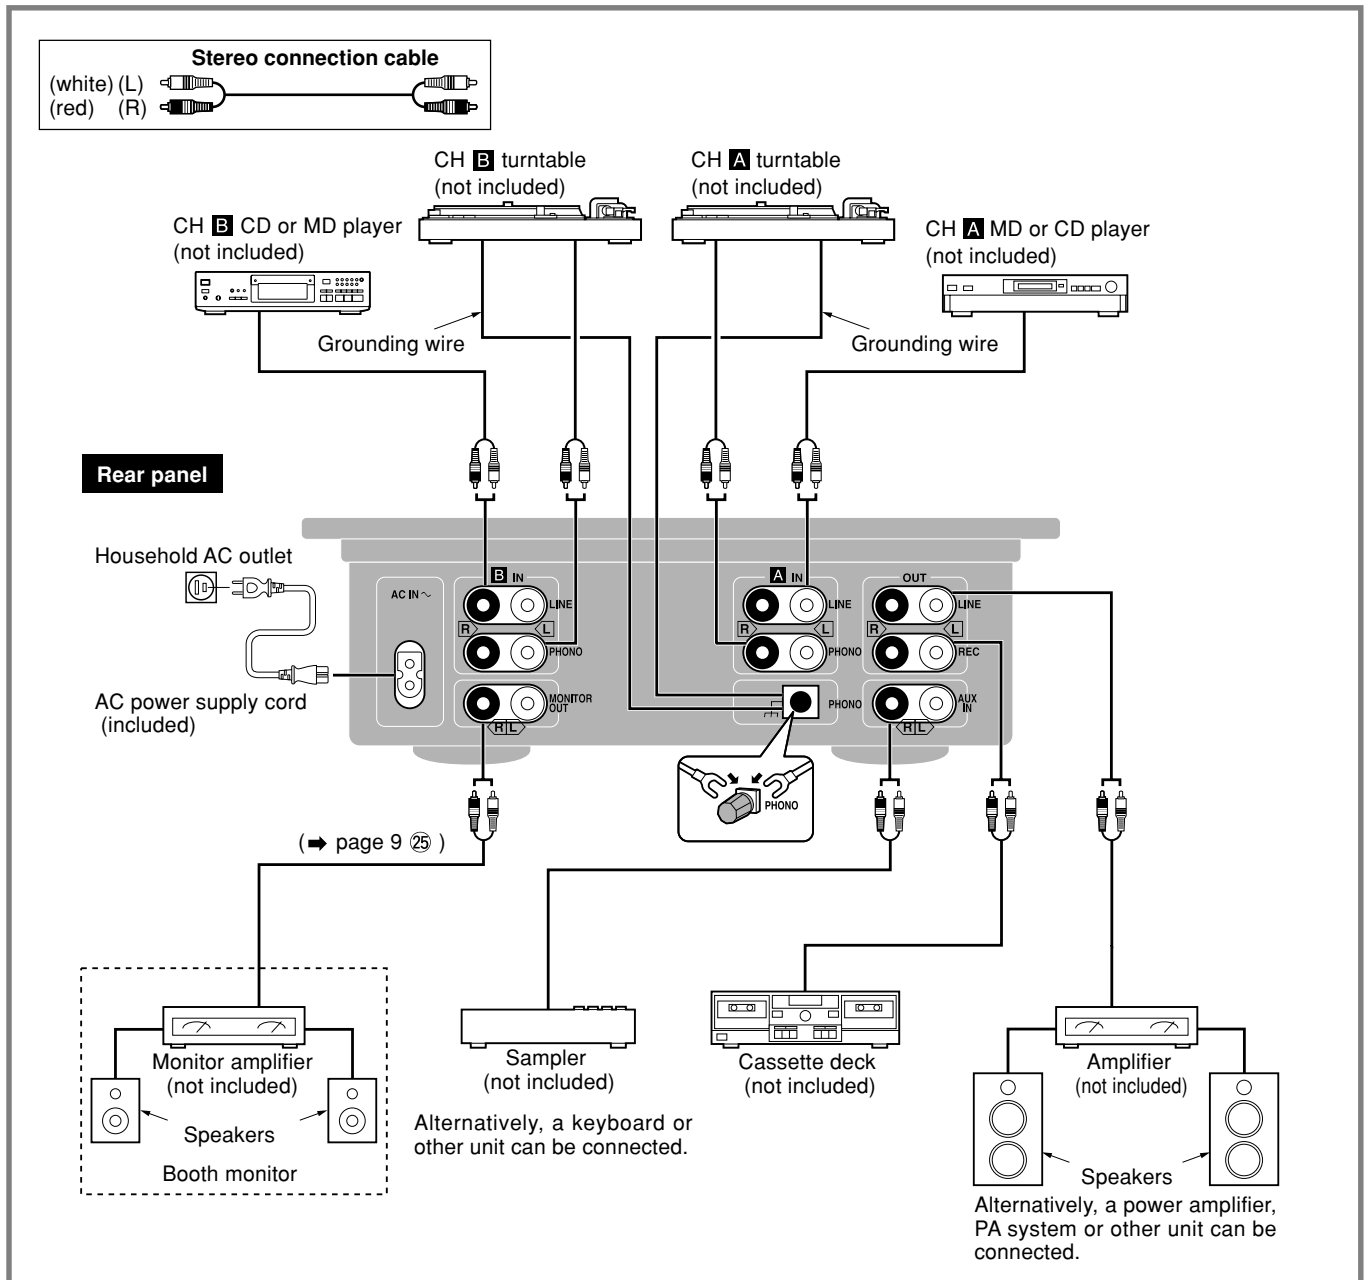 Stereo connection cable
(white) (L)
(red) (R)
CH B turntable
(not included)
CH A turntable
(not included)
CH B CD or MD player
(not included)
CH A MD or CD player
(not included)
Grounding wire
Grounding wire
Rear panel
Household AC outlet
AC power supply cord
(included)
AC IN ~
B IN
LINE
R L
PHONO
MONITOR
OUT
R L
A IN
LINE
R L
PHONO
PHONO
OUT
LINE
R L
REC
AUX
IN
R L
PHONO
(➡ page 9 ㉕ )
Monitor amplifier
(not included)
Speakers
Booth monitor
Sampler
(not included)
Alternatively, a keyboard or
other unit can be connected.
Cassette deck
(not included)
Amplifier
(not included)
Speakers
Alternatively, a power amplifier,
PA system or other unit can be
connected.